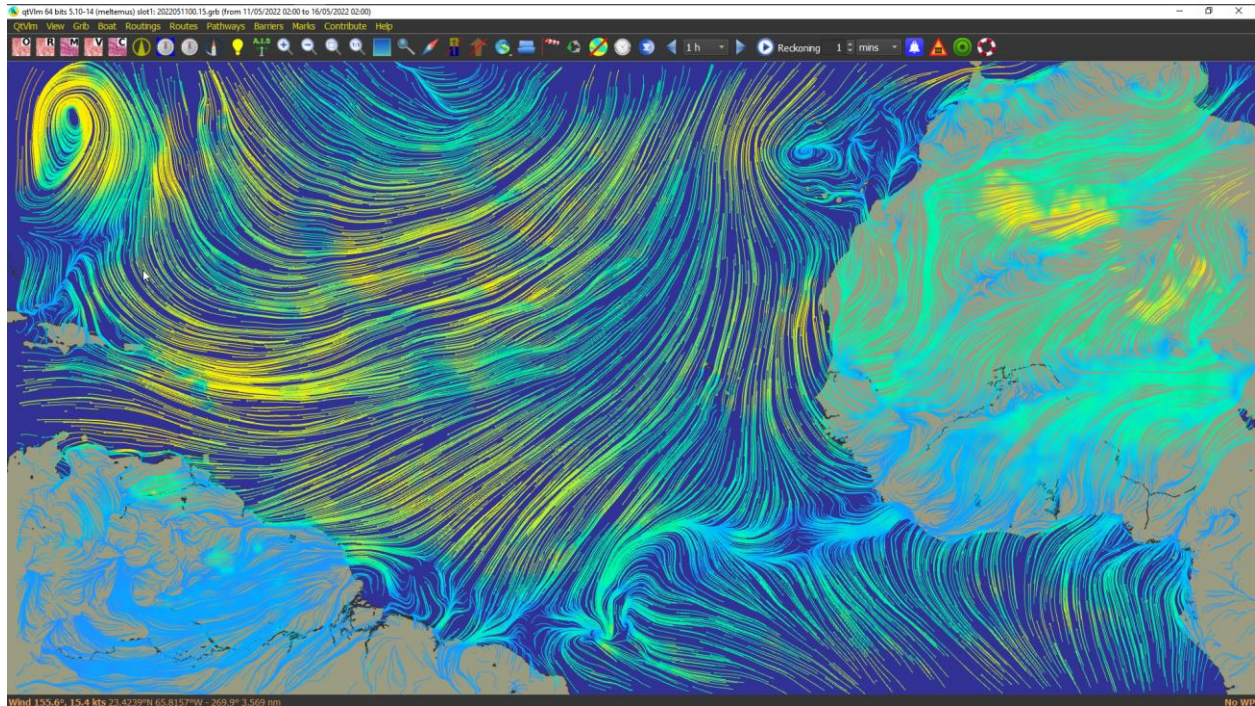 qtVlm 64 bits 5.10-14 (meltemus) slot1: 2022051100.15.grb (from 11/05/2022 02:00 to 16/05/2022 02:00)
QtVlm View Grib Boat Routings Routes Pathways Barriers Marks Contribute Help
O R M V C A.I.S 1 h Reckoning 1 mins
Wind 155.6°, 15.4 kts 23.4239°N 65.8157°W - 269.9° 3.569 nm No WP